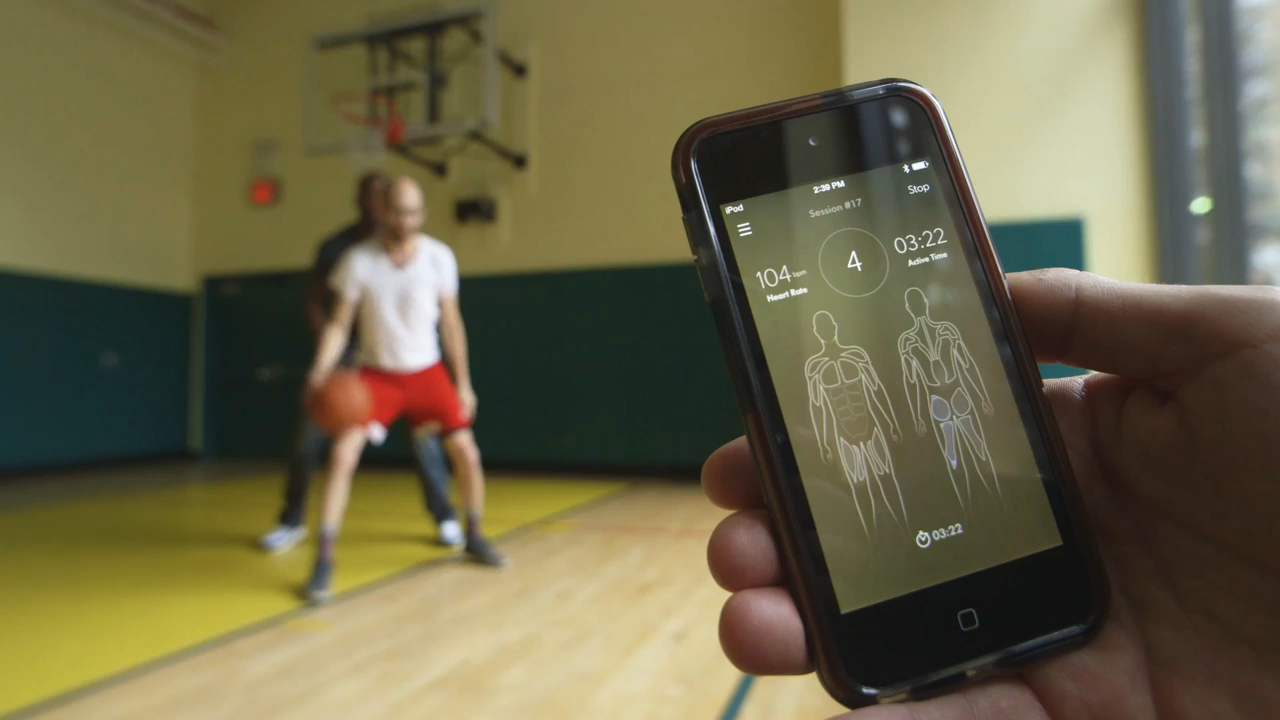 iPod
2:39 PM
Session #17
Stop
104 bpm
Heart Rate
4
03:22
Active Time
03:22